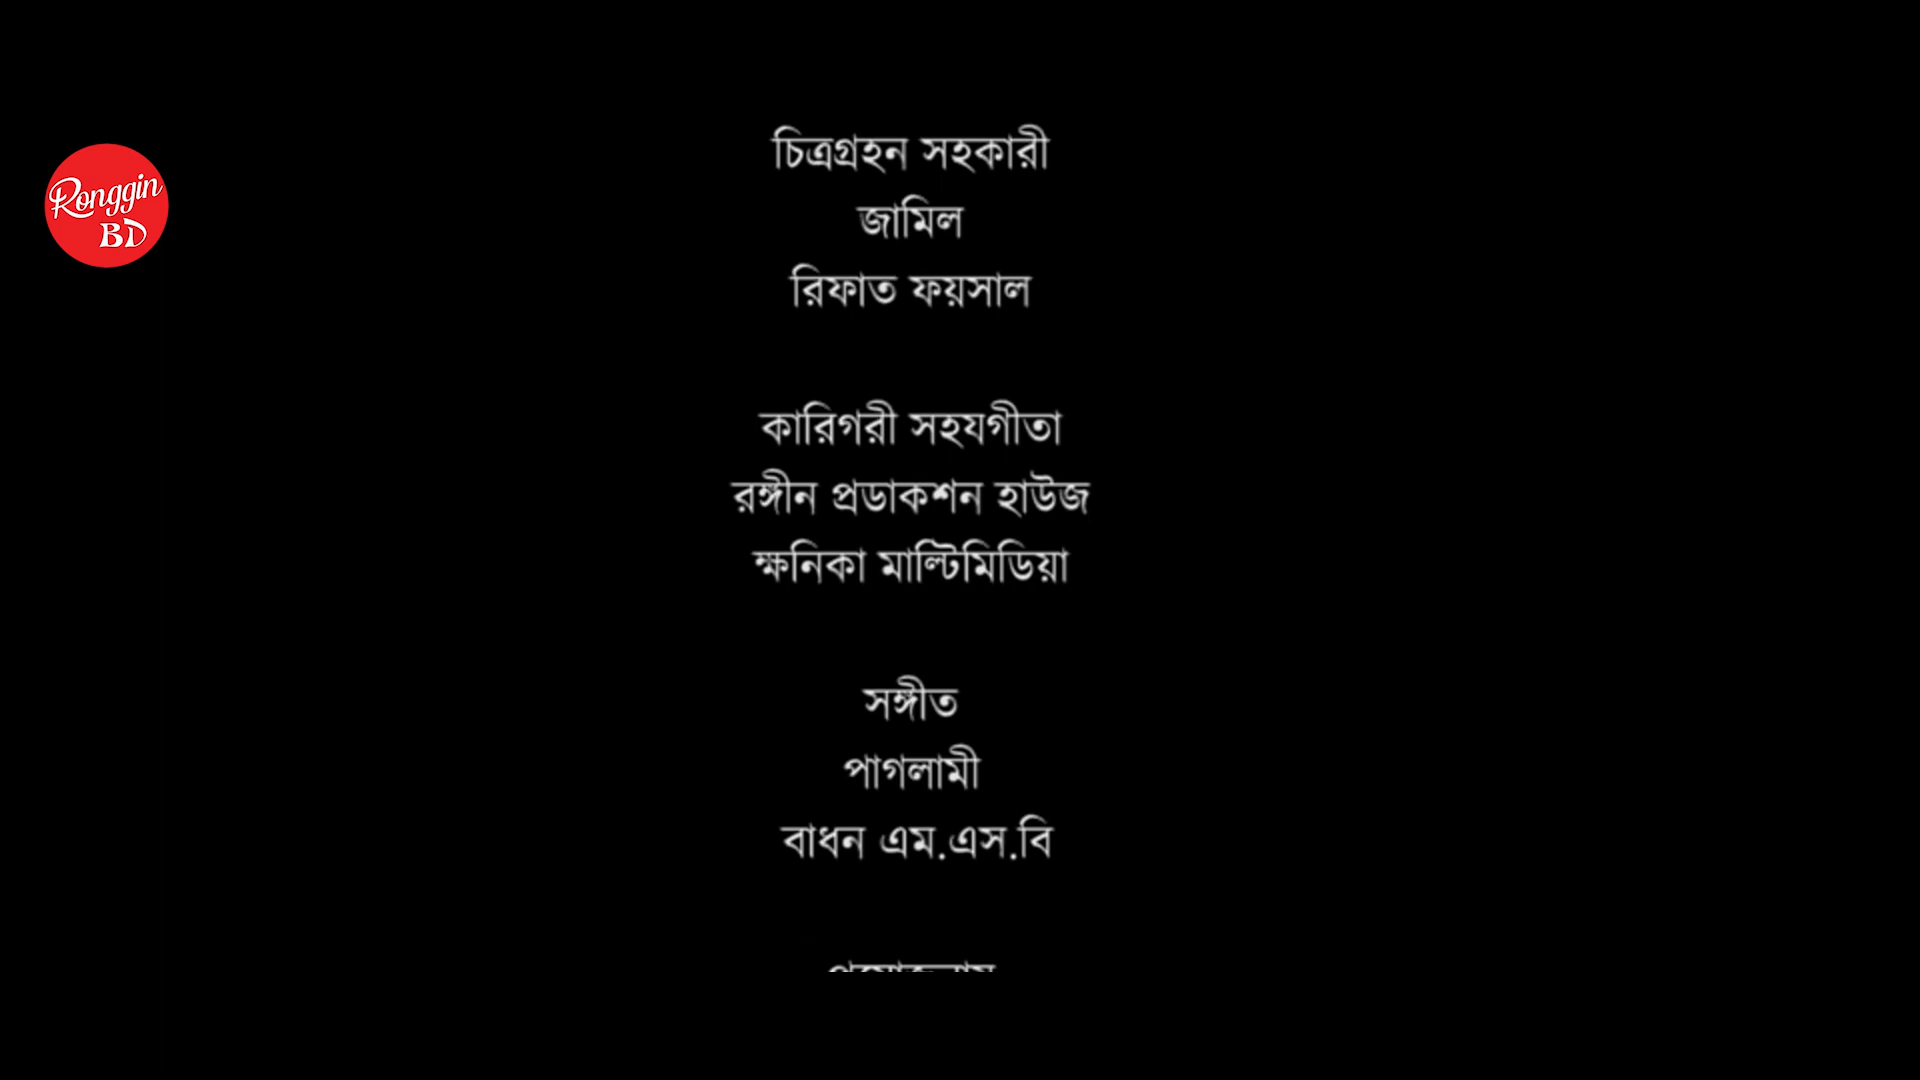 Ronggin
BD
চিত্রগ্রহন সহকারী
জামিল
রিফাত ফয়সাল
কারিগরী সহযগীতা
রঙ্গীন প্রডাকশন হাউজ
ক্ষনিকা মাল্টিমিডিয়া
সঙ্গীত
পাগলামী
বাধন এম.এস.বি